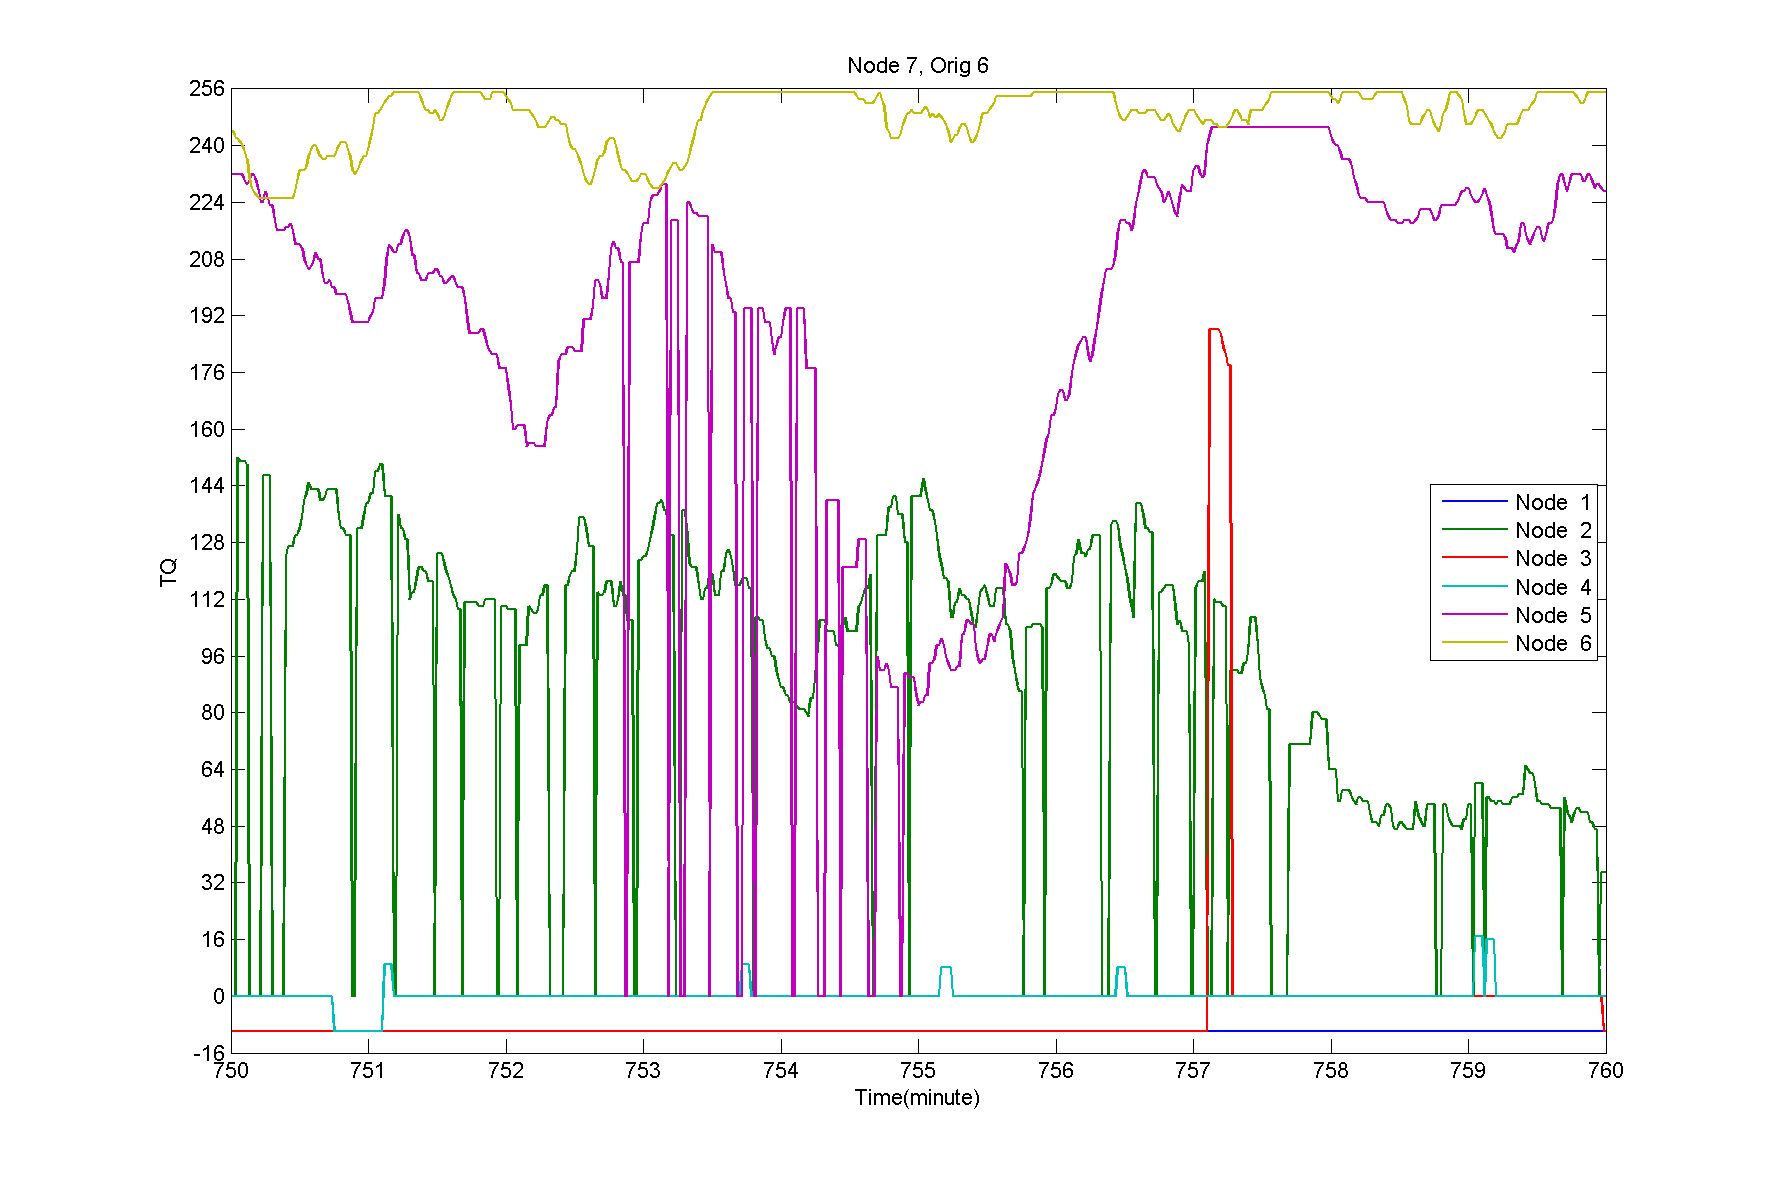 Node 7, Orig 6
256
240
224
208
192
176
160
144
128
112
96
80
64
48
32
16
0
-16
TQ
Node 1
Node 2
Node 3
Node 4
Node 5
Node 6
750 751 752 753 754 755 756 757 758 759 760
Time(minute)